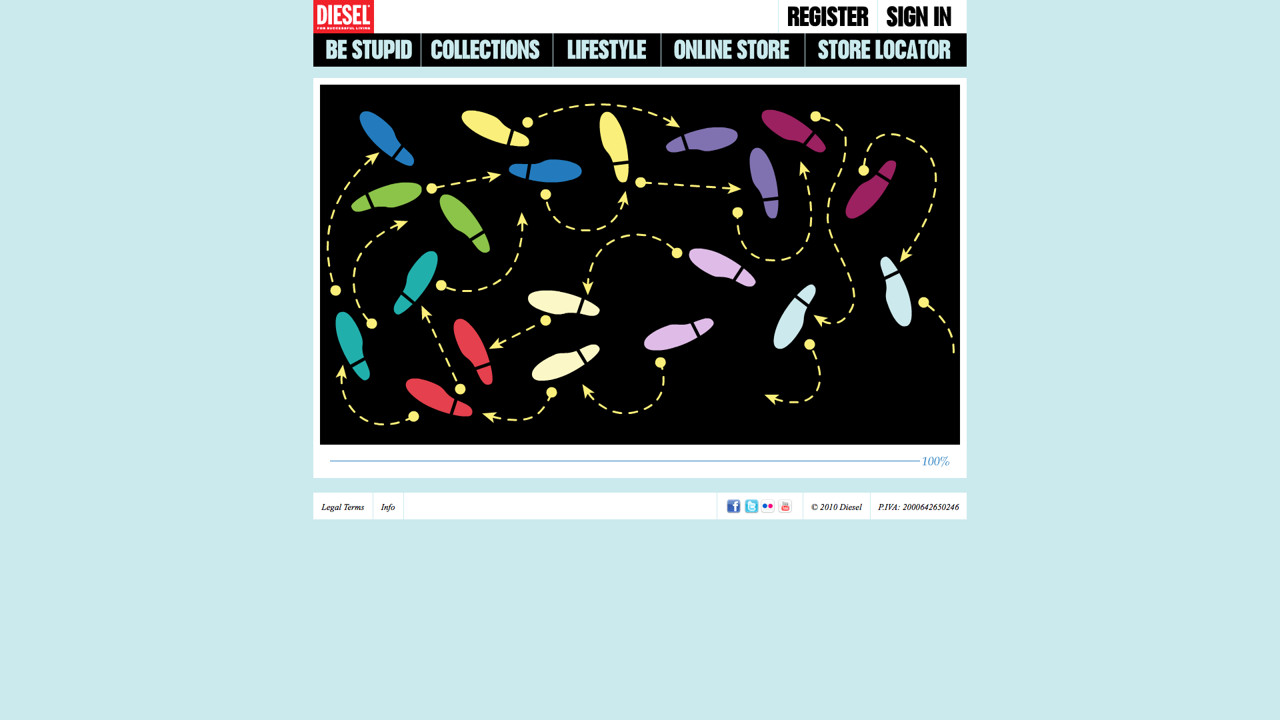 DIESEL
FOR SUCCESSFUL LIVING
REGISTER SIGN IN
BE STUPID COLLECTIONS LIFESTYLE ONLINE STORE STORE LOCATOR
100%
Legal Terms Info © 2010 Diesel P.IVA: 2000642650246